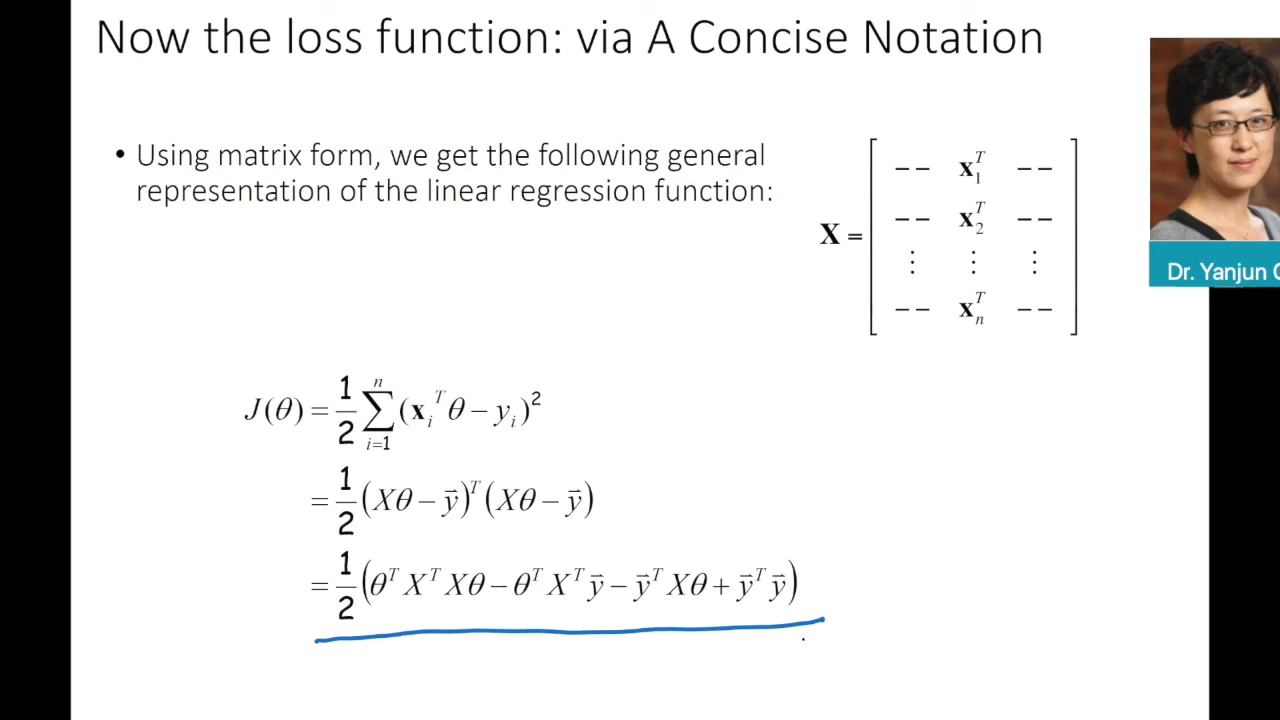 Now the loss function: via A Concise Notation
• Using matrix form, we get the following general
representation of the linear regression function:
X = [ -- x₁ᵀ -- ; -- x₂ᵀ -- ; ⋮ ⋮ ⋮ ; -- xₙᵀ -- ]
Dr. Yanjun
J(θ) = 1/2 ∑ᵢ₌₁ⁿ (xᵢᵀθ − yᵢ)²
= 1/2 (Xθ − y⃗)ᵀ (Xθ − y⃗)
= 1/2 (θᵀXᵀXθ − θᵀXᵀy⃗ − y⃗ᵀXθ + y⃗ᵀy⃗)